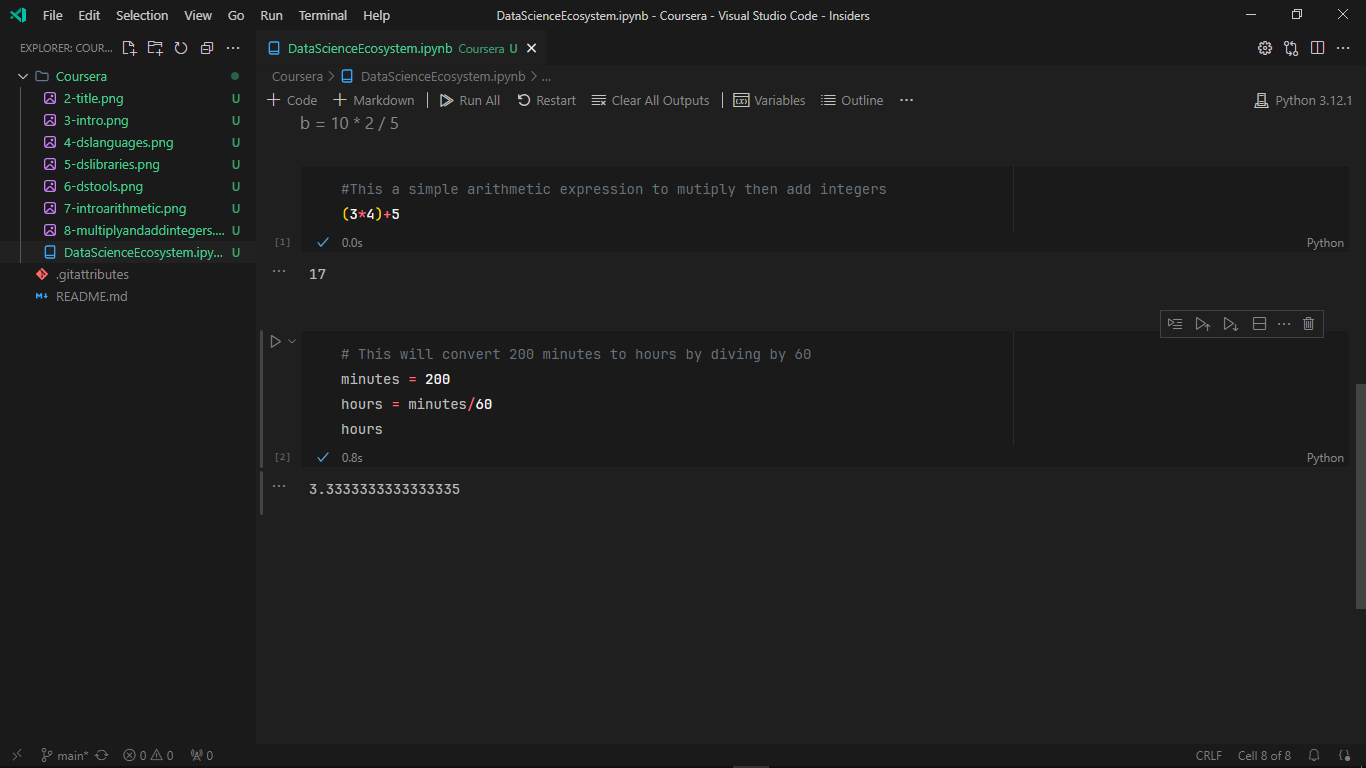 File Edit Selection View Go Run Terminal Help
DataScienceEcosystem.ipynb - Coursera - Visual Studio Code - Insiders
EXPLORER: COUR...
Coursera
2-title.png U
3-intro.png U
4-dslanguages.png U
5-dslibraries.png U
6-dstools.png U
7-introarithmetic.png U
8-multiplyandaddintegers.... U
DataScienceEcosystem.ipy... U
.gitattributes
README.md
DataScienceEcosystem.ipynb Coursera U
Coursera > DataScienceEcosystem.ipynb > ...
+ Code + Markdown | Run All Restart Clear All Outputs | Variables Outline ...
Python 3.12.1
b = 10 * 2 / 5
#This a simple arithmetic expression to mutiply then add integers
(3*4)+5
[1] 0.0s Python
17
# This will convert 200 minutes to hours by diving by 60
minutes = 200
hours = minutes/60
hours
[2] 0.8s Python
3.3333333333333335
main* 0 0 0
CRLF Cell 8 of 8